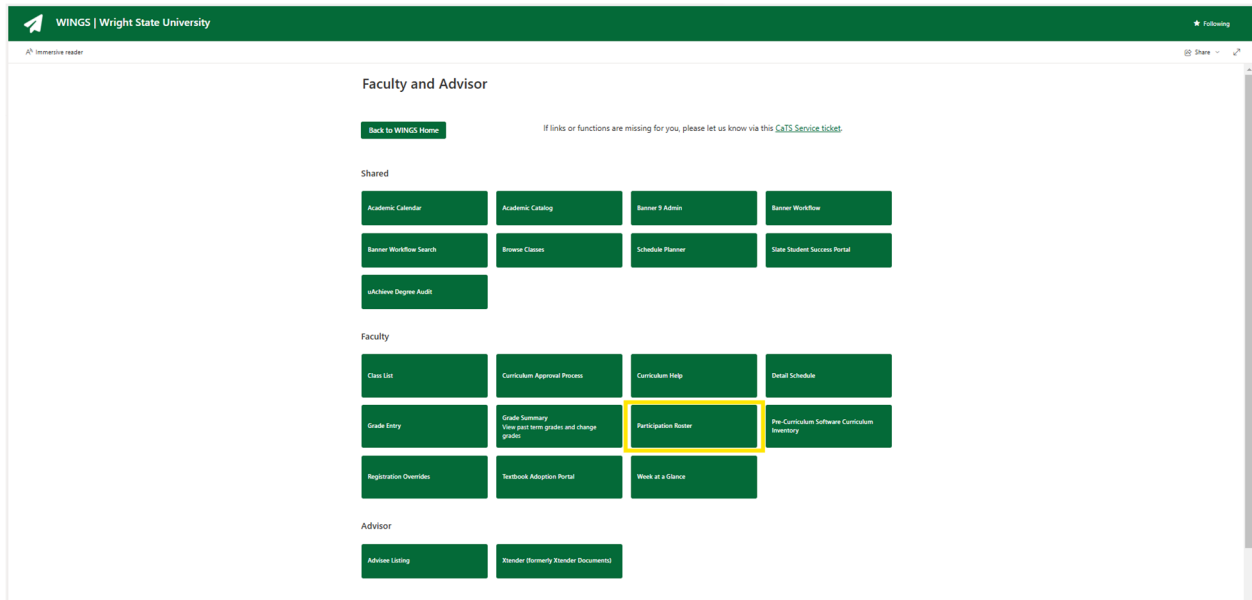 WINGS | Wright State University
Following
Immersive reader
Share
Faculty and Advisor
Back to WINGS Home
If links or functions are missing for you, please let us know via this CaTS Service ticket.
Shared
Academic Calendar
Academic Catalog
Banner 9 Admin
Banner Workflow
Banner Workflow Search
Browse Classes
Schedule Planner
Slate Student Success Portal
uAchieve Degree Audit
Faculty
Class List
Curriculum Approval Process
Curriculum Help
Detail Schedule
Grade Entry
Grade Summary
View past term grades and change
grades
Participation Roster
Pre-Curriculum Software Curriculum
Inventory
Registration Overrides
Textbook Adoption Portal
Week at a Glance
Advisor
Advisee Listing
Xtender (formerly Xtender Documents)